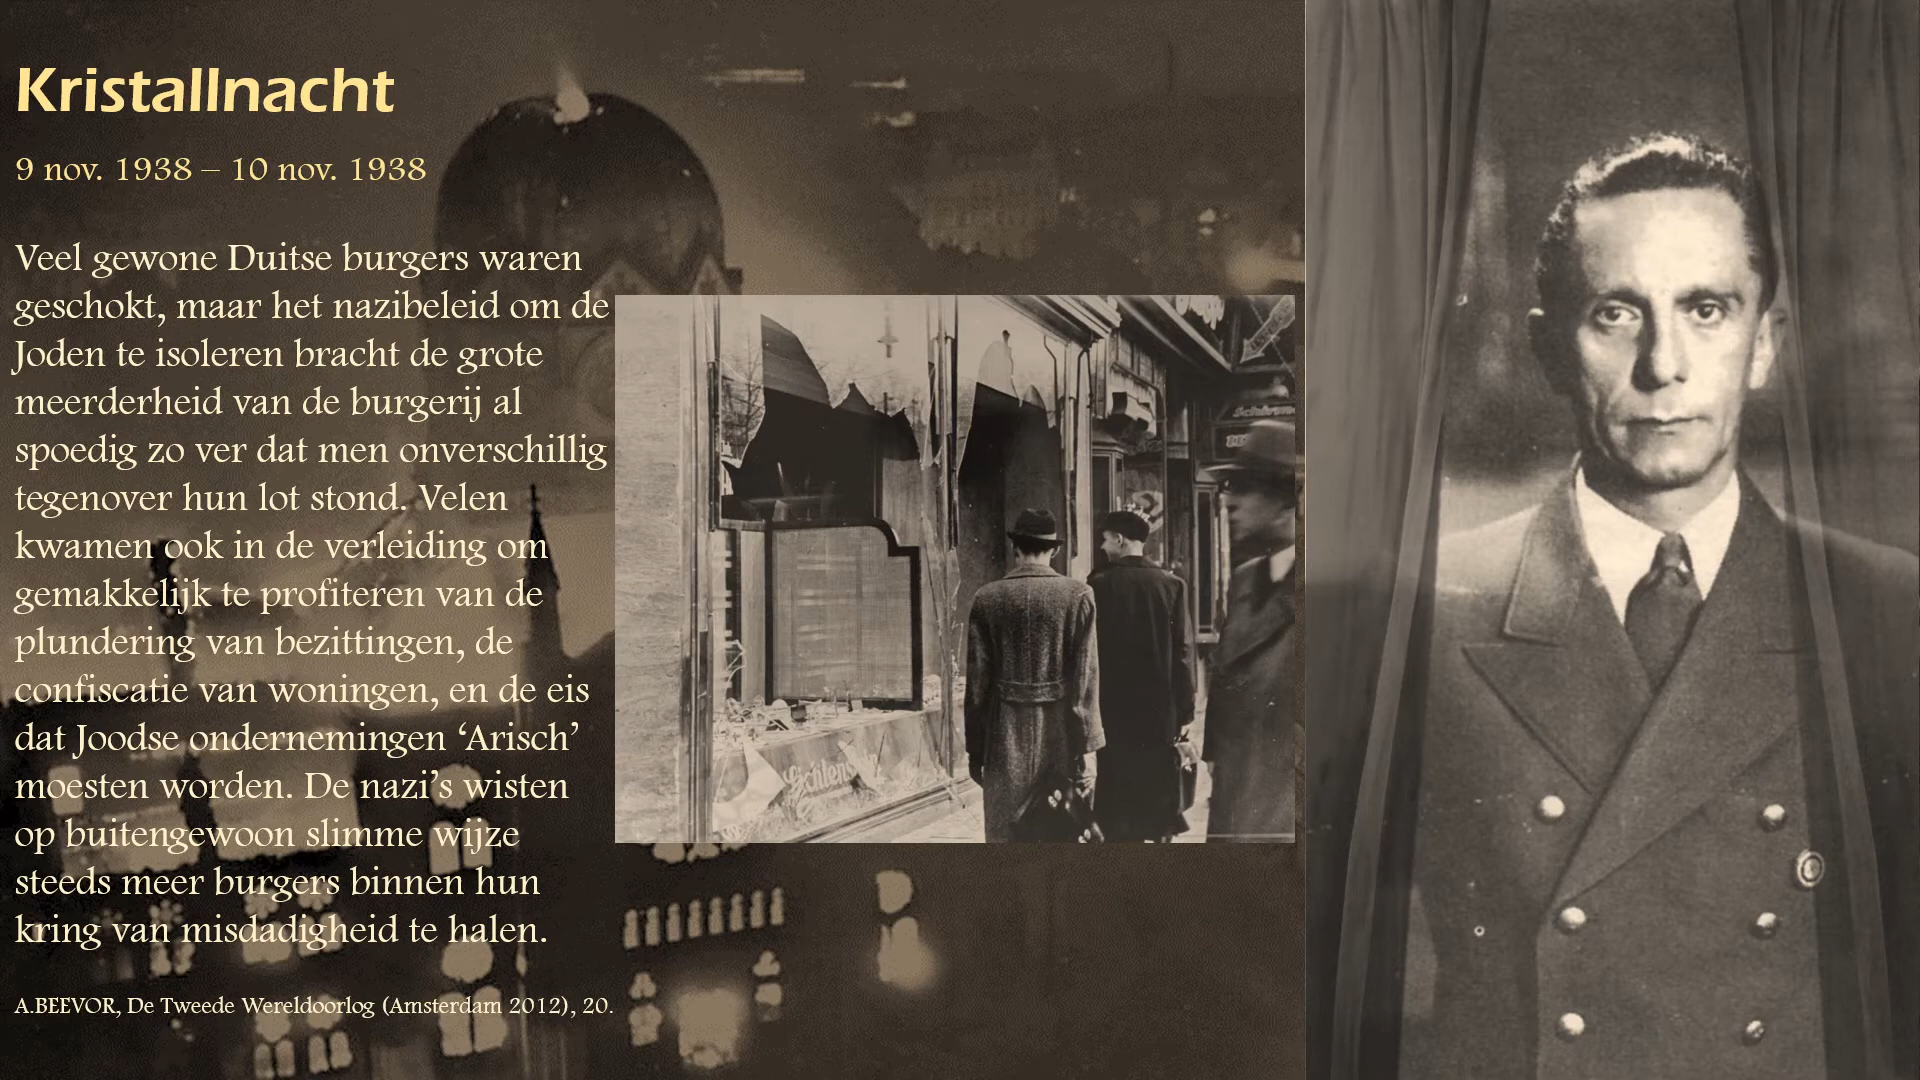 Kristallnacht
9 nov. 1938 – 10 nov. 1938
Veel gewone Duitse burgers waren
geschokt, maar het nazibeleid om de
Joden te isoleren bracht de grote
meerderheid van de burgerij al
spoedig zo ver dat men onverschillig
tegenover hun lot stond. Velen
kwamen ook in de verleiding om
gemakkelijk te profiteren van de
plundering van bezittingen, de
confiscatie van woningen, en de eis
dat Joodse ondernemingen ‘Arisch’
moesten worden. De nazi’s wisten
op buitengewoon slimme wijze
steeds meer burgers binnen hun
kring van misdadigheid te halen.
A.BEEVOR, De Tweede Wereldoorlog (Amsterdam 2012), 20.